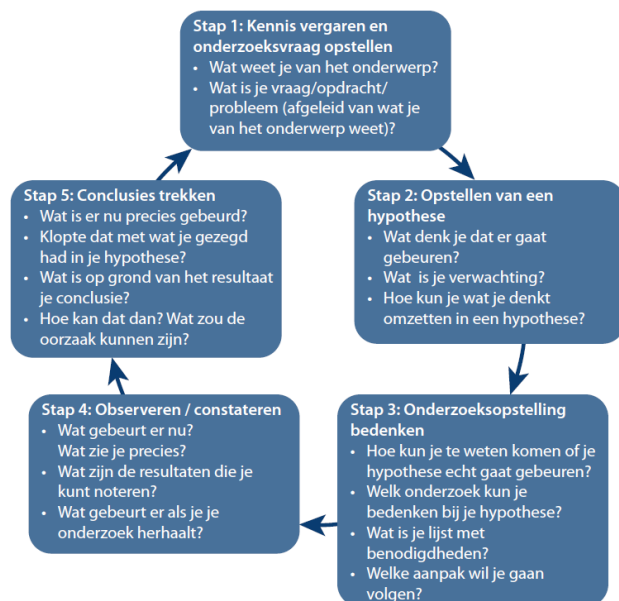 Stap 1: Kennis vergaren en
onderzoeksvraag opstellen
• Wat weet je van het onderwerp?
• Wat is je vraag/opdracht/
probleem (afgeleid van wat je
van het onderwerp weet)?
Stap 2: Opstellen van een
hypothese
• Wat denk je dat er gaat
gebeuren?
• Wat is je verwachting?
• Hoe kun je wat je denkt
omzetten in een hypothese?
Stap 3: Onderzoeksopstelling
bedenken
• Hoe kun je te weten komen of je
hypothese echt gaat gebeuren?
• Welk onderzoek kun je
bedenken bij je hypothese?
• Wat is je lijst met
benodigdheden?
• Welke aanpak wil je gaan
volgen?
Stap 4: Observeren / constateren
• Wat gebeurt er nu?
Wat zie je precies?
• Wat zijn de resultaten die je
kunt noteren?
• Wat gebeurt er als je je
onderzoek herhaalt?
Stap 5: Conclusies trekken
• Wat is er nu precies gebeurd?
• Klopte dat met wat je gezegd
had in je hypothese?
• Wat is op grond van het resultaat
je conclusie?
• Hoe kan dat dan? Wat zou de
oorzaak kunnen zijn?